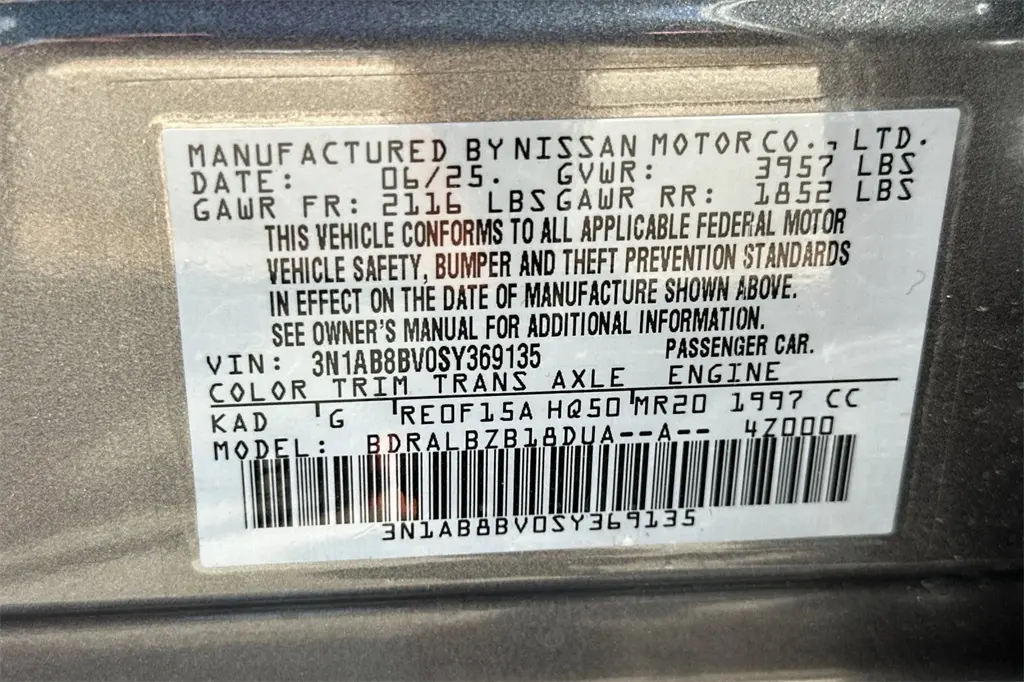 MANUFACTURED BY NISSAN MOTOR CO., LTD.
DATE: 06/25. GVWR: 3957 LBS
GAWR FR: 2116 LBS GAWR RR: 1852 LBS
THIS VEHICLE CONFORMS TO ALL APPLICABLE FEDERAL MOTOR
VEHICLE SAFETY, BUMPER AND THEFT PREVENTION STANDARDS
IN EFFECT ON THE DATE OF MANUFACTURE SHOWN ABOVE.
SEE OWNER'S MANUAL FOR ADDITIONAL INFORMATION.
VIN: 3N1AB8BV0SY369135 PASSENGER CAR.
COLOR TRIM TRANS AXLE ENGINE
KAD G RE0F15A HQ50 MR20 1997 CC
MODEL: BDRALBZB18DUA--A-- 4Z000
3N1AB8BV0SY369135